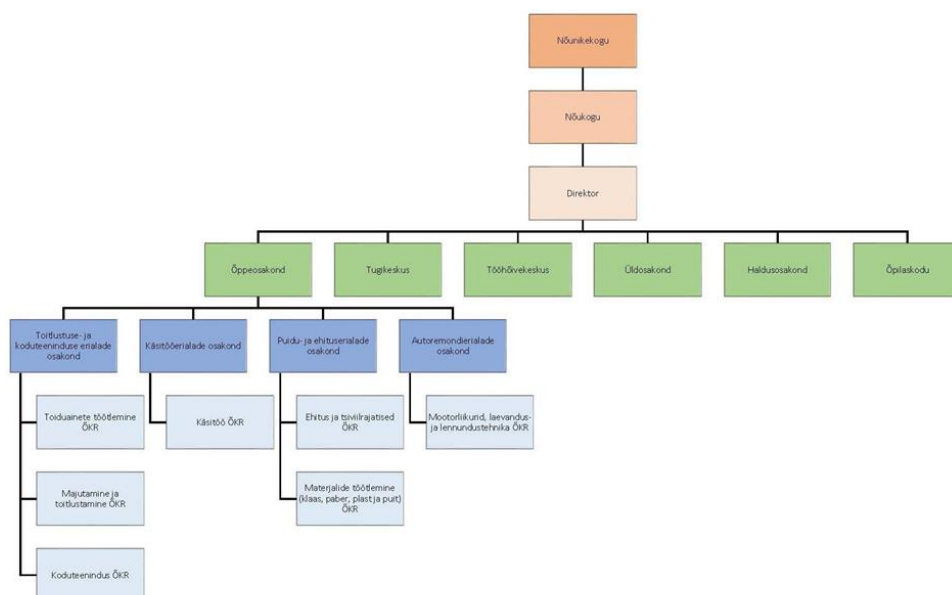 Nõunikekogu
Nõukogu
Direktor
Õppeosakond
Tugikeskus
Tööhõivekeskus
Üldosakond
Haldusosakond
Õpilaskodu
Toitlustuse- ja
koduteeninduse erialade
osakond
Käsitööerialade osakond
Puidu- ja ehituserialade
osakond
Autoremondierialade
osakond
Toiduainete töötlemine
ÕKR
Käsitöö ÕKR
Ehitus ja tsiviilrajatised
ÕKR
Mootorliikurid, laevandus-
ja lennundustehnika ÕKR
Majutamine ja
toitlustamine ÕKR
Materjalide töötlemine
(klaas, paber, plast ja puit)
ÕKR
Koduteenindus ÕKR